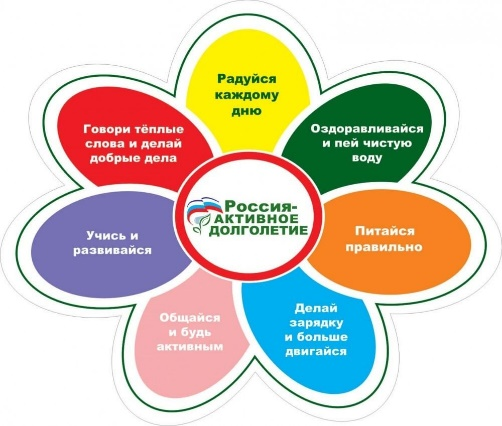 Радуйся
каждому
дню
Оздоравливайся
и пей чистую
воду
Питайся
правильно
Делай
зарядку
и больше
двигайся
Общайся
и будь
активным
Учись и
развивайся
Говори тёплые
слова и делай
добрые дела
Россия-
АКТИВНОЕ
ДОЛГОЛЕТИЕ